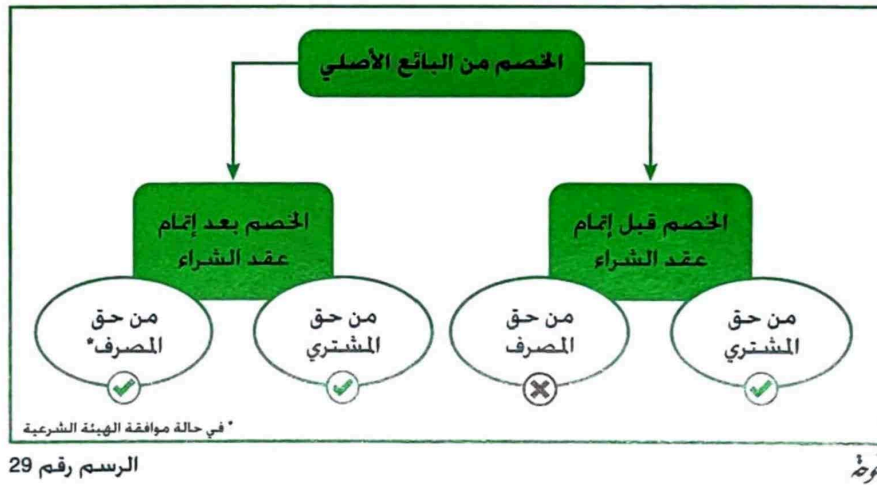 الخصم من البائع الأصلي
الخصم قبل إتمام
عقد الشراء
الخصم بعد إتمام
عقد الشراء
من حق
المشتري
من حق
المصرف
من حق
المشتري
من حق
المصرف*
* في حالة موافقة الهيئة الشرعية
الرسم رقم 29